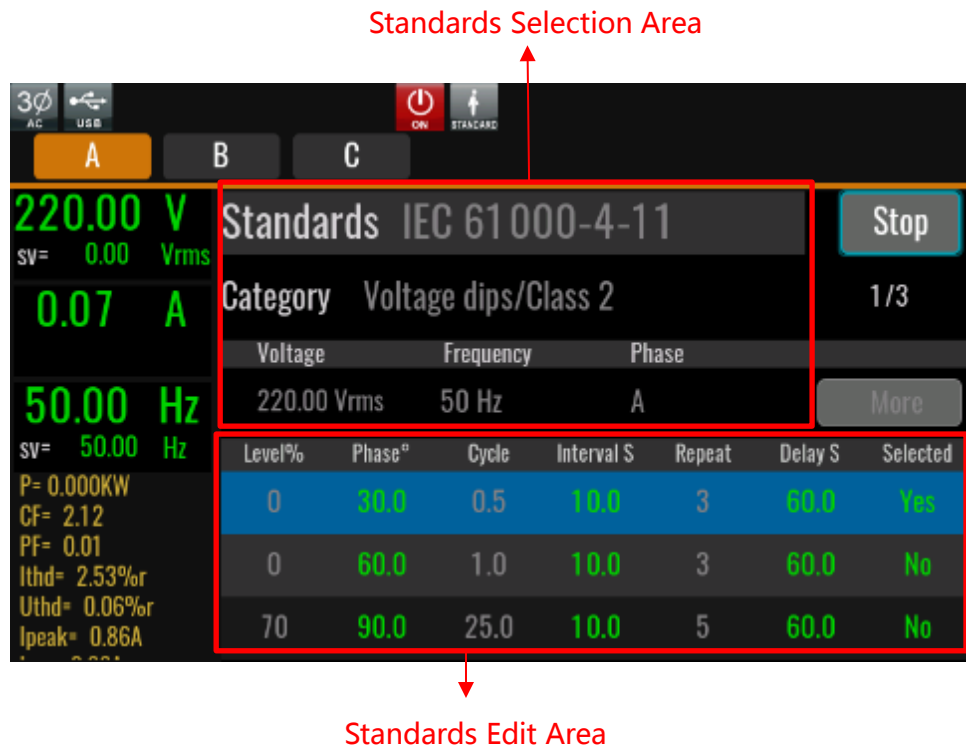 Standards Selection Area
3Ø AC USB ON STANDARD
A B C
220.00 V
sv= 0.00 Vrms
0.07 A
50.00 Hz
sv= 50.00 Hz
P= 0.000KW
CF= 2.12
PF= 0.01
Ithd= 2.53%r
Uthd= 0.06%r
Ipeak= 0.86A
Standards IEC 61000-4-11
Stop
Category Voltage dips/Class 2
1/3
Voltage Frequency Phase
220.00 Vrms 50 Hz A
More
Level% Phase° Cycle Interval S Repeat Delay S Selected
0 30.0 0.5 10.0 3 60.0 Yes
0 60.0 1.0 10.0 3 60.0 No
70 90.0 25.0 10.0 5 60.0 No
Standards Edit Area